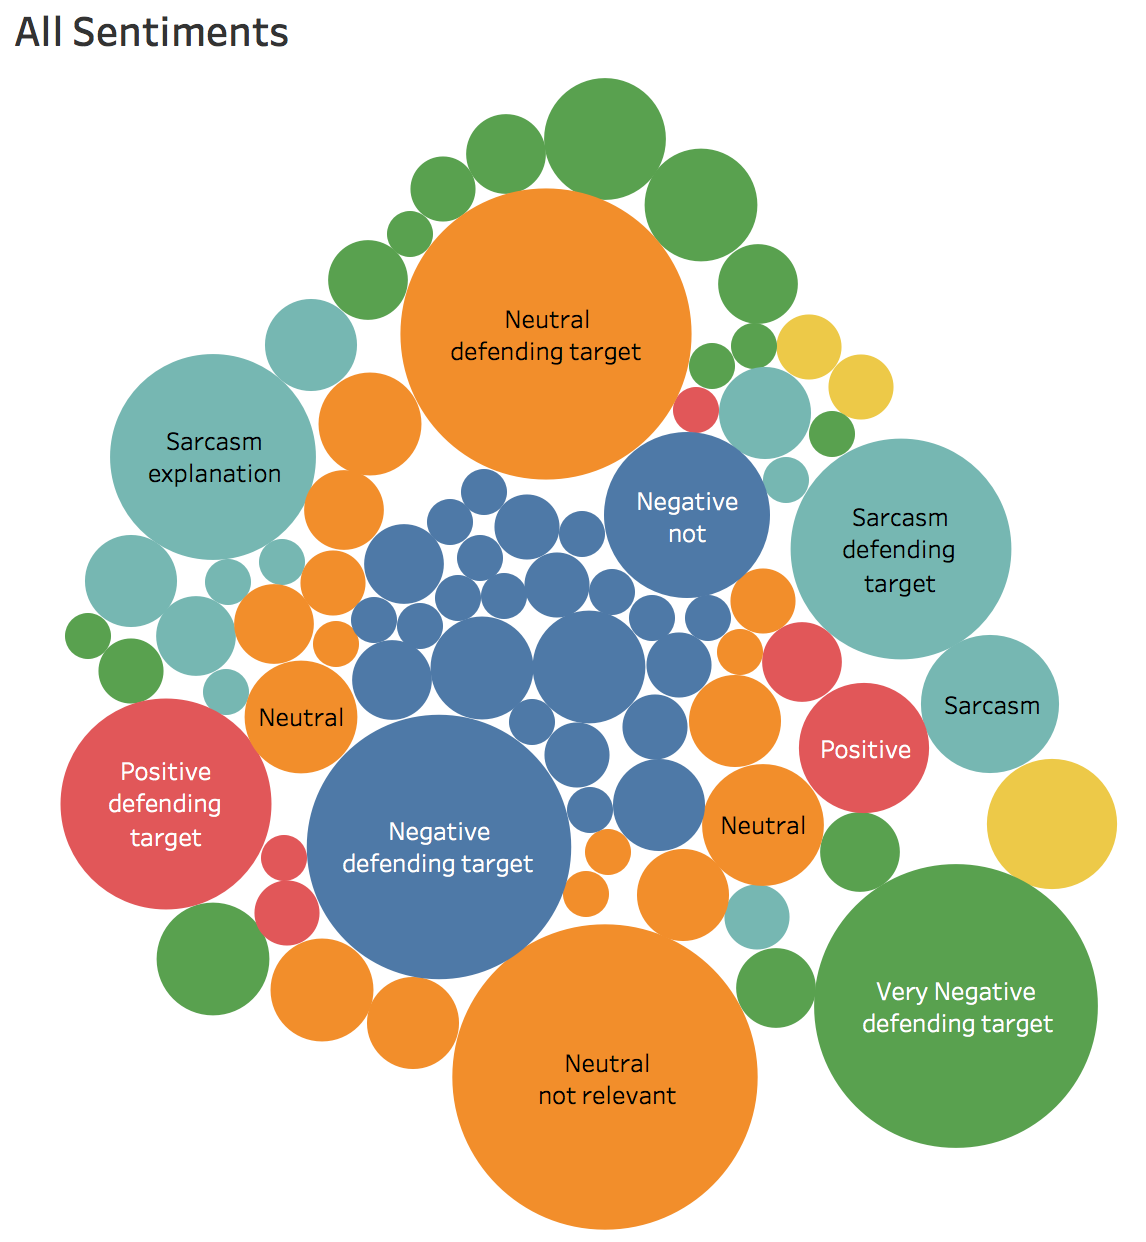 All Sentiments
Neutral
defending target
Sarcasm
explanation
Negative
not
Sarcasm
defending
target
Neutral
Sarcasm
Positive
Positive
defending
target
Negative
defending target
Neutral
Very Negative
defending target
Neutral
not relevant